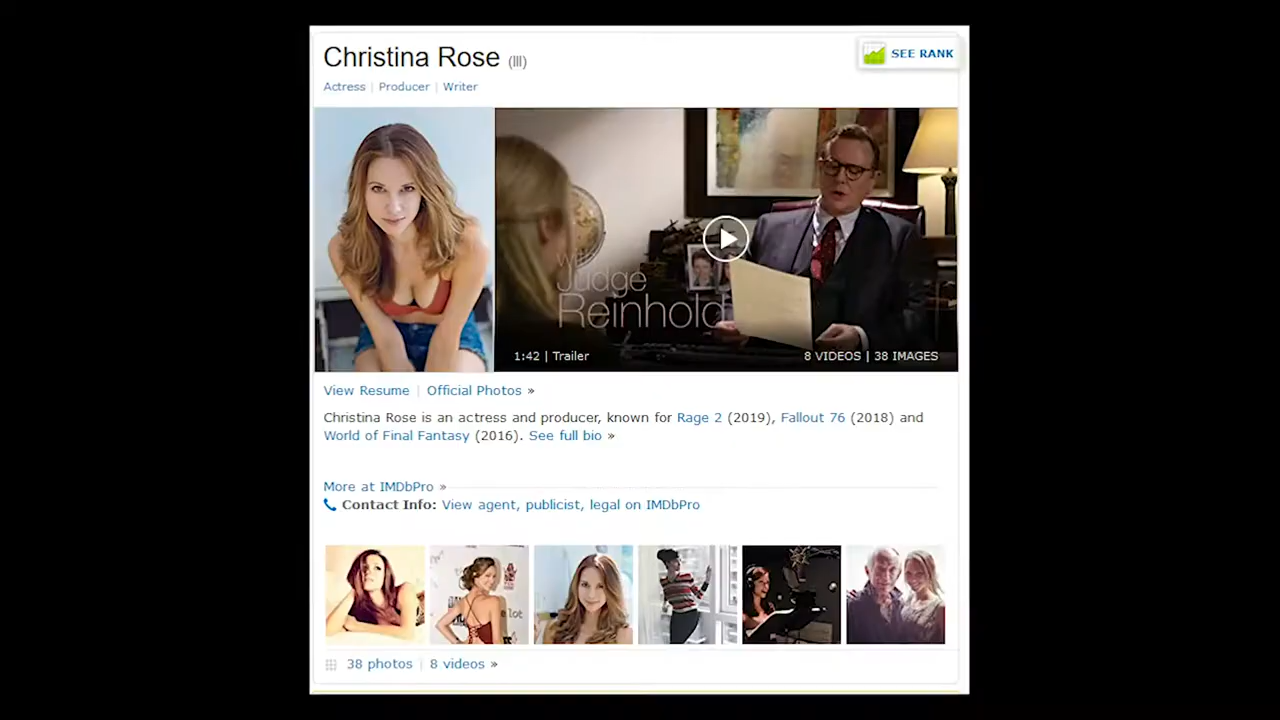 Christina Rose (III)
SEE RANK
Actress | Producer | Writer
with
Judge
Reinhold
1:42 | Trailer
8 VIDEOS | 38 IMAGES
View Resume | Official Photos »
Christina Rose is an actress and producer, known for Rage 2 (2019), Fallout 76 (2018) and
World of Final Fantasy (2016). See full bio »
More at IMDbPro »
Contact Info: View agent, publicist, legal on IMDbPro
lot
38 photos | 8 videos »